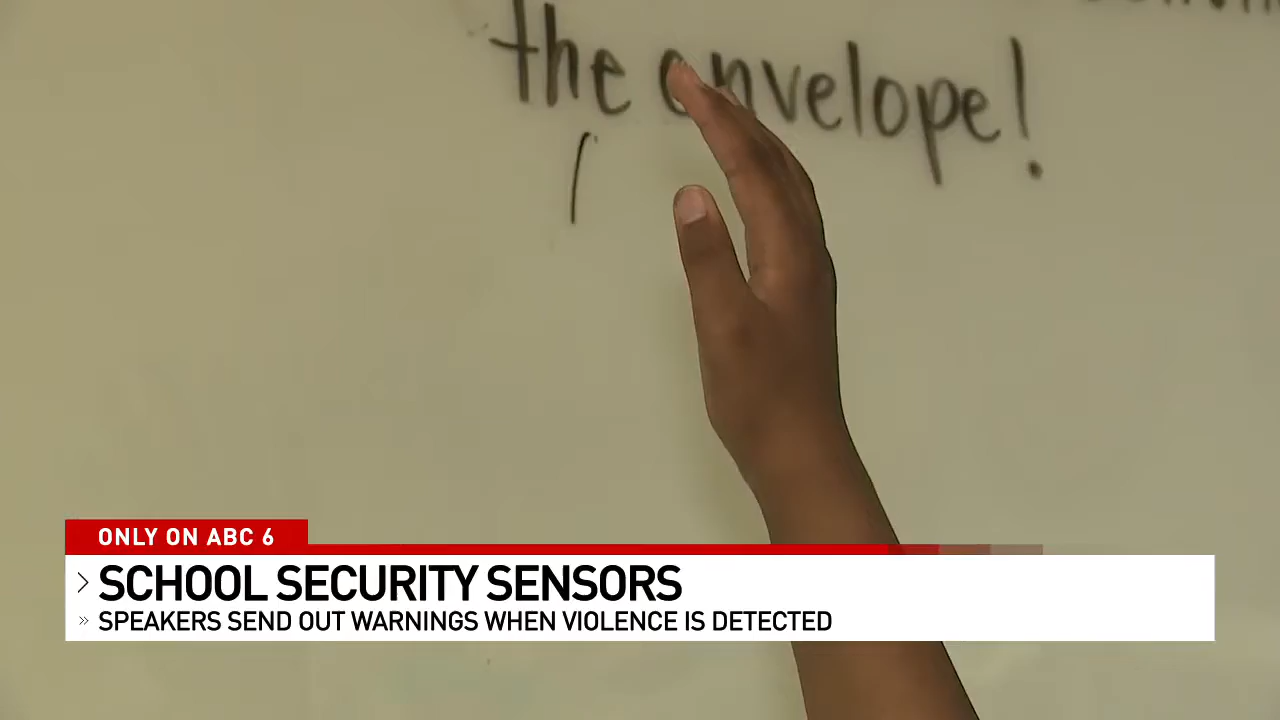 the envelope!
ONLY ON ABC 6
SCHOOL SECURITY SENSORS
SPEAKERS SEND OUT WARNINGS WHEN VIOLENCE IS DETECTED